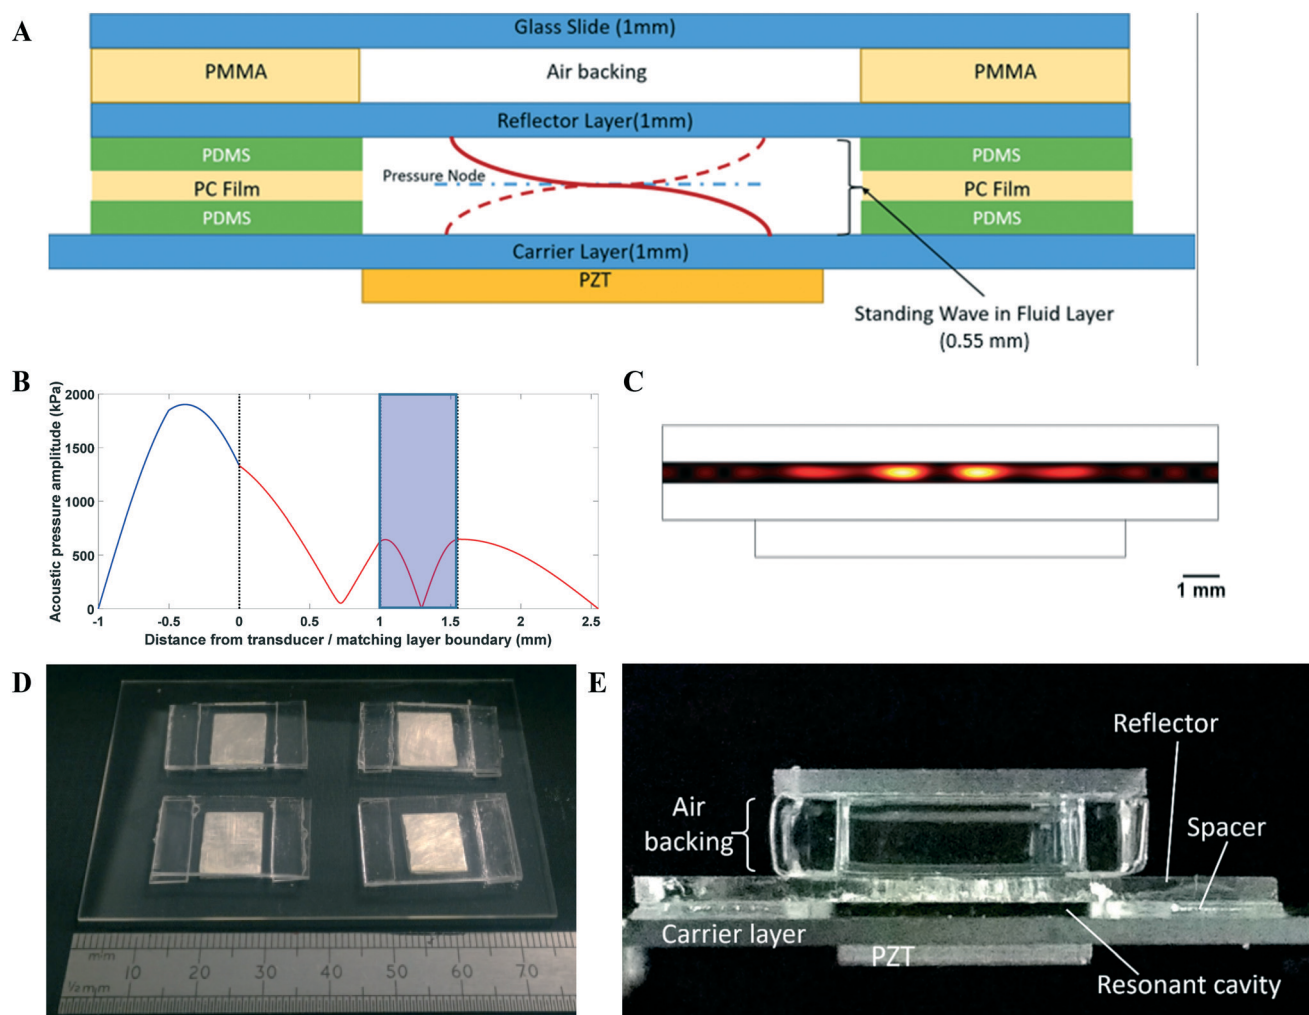 A
Glass Slide (1mm)
PMMA
Air backing
PMMA
Reflector Layer(1mm)
PDMS
PDMS
Pressure Node
PC Film
PC Film
PDMS
PDMS
Carrier Layer(1mm)
PZT
Standing Wave in Fluid Layer
(0.55 mm)
B
Acoustic pressure amplitude (kPa)
2000
1500
1000
500
0
-1
-0.5
0
0.5
1
1.5
2
2.5
Distance from transducer / matching layer boundary (mm)
C
1 mm
D
m/m
10
20
30
40
50
60
70
½ m/m
E
Reflector
Air
backing
Spacer
Carrier layer
PZT
Resonant cavity